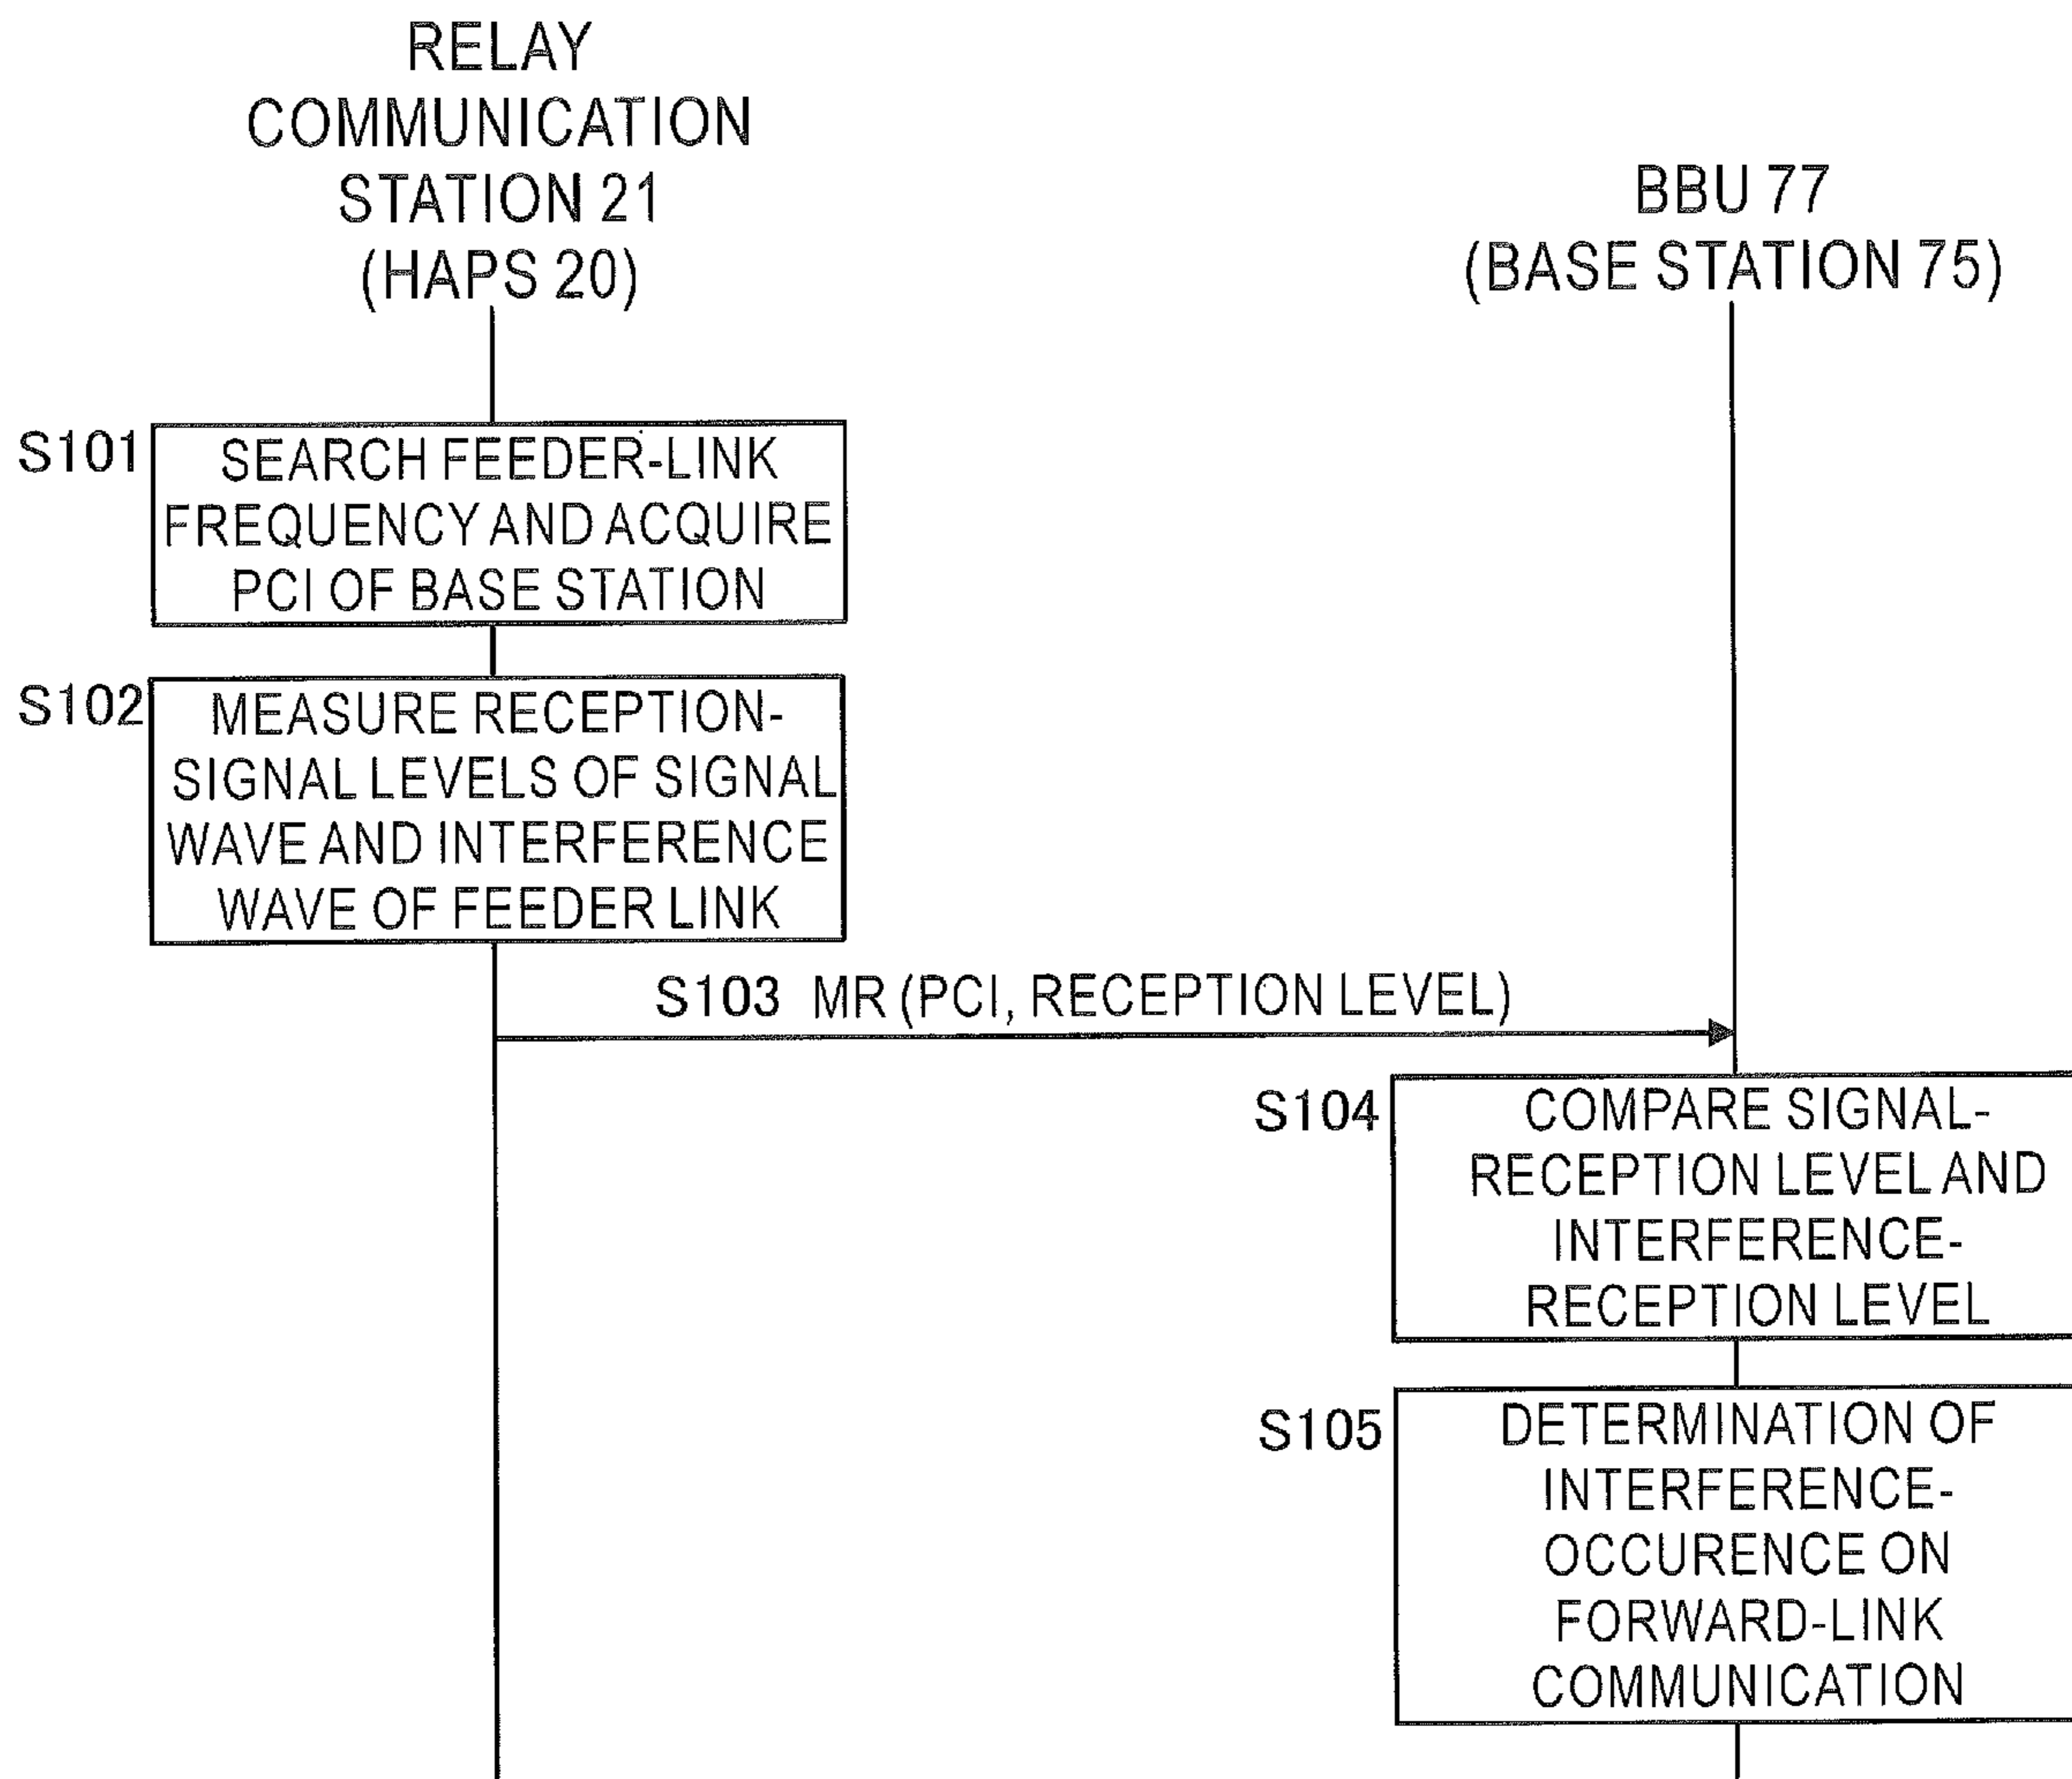 RELAY
COMMUNICATION
STATION 21
(HAPS 20)
BBU 77
(BASE STATION 75)
S101
SEARCH FEEDER-LINK
FREQUENCY AND ACQUIRE
PCI OF BASE STATION
S102
MEASURE RECEPTION-
SIGNAL LEVELS OF SIGNAL
WAVE AND INTERFERENCE
WAVE OF FEEDER LINK
S103 MR (PCI, RECEPTION LEVEL)
S104
COMPARE SIGNAL-
RECEPTION LEVEL AND
INTERFERENCE-
RECEPTION LEVEL
S105
DETERMINATION OF
INTERFERENCE-
OCCURENCE ON
FORWARD-LINK
COMMUNICATION